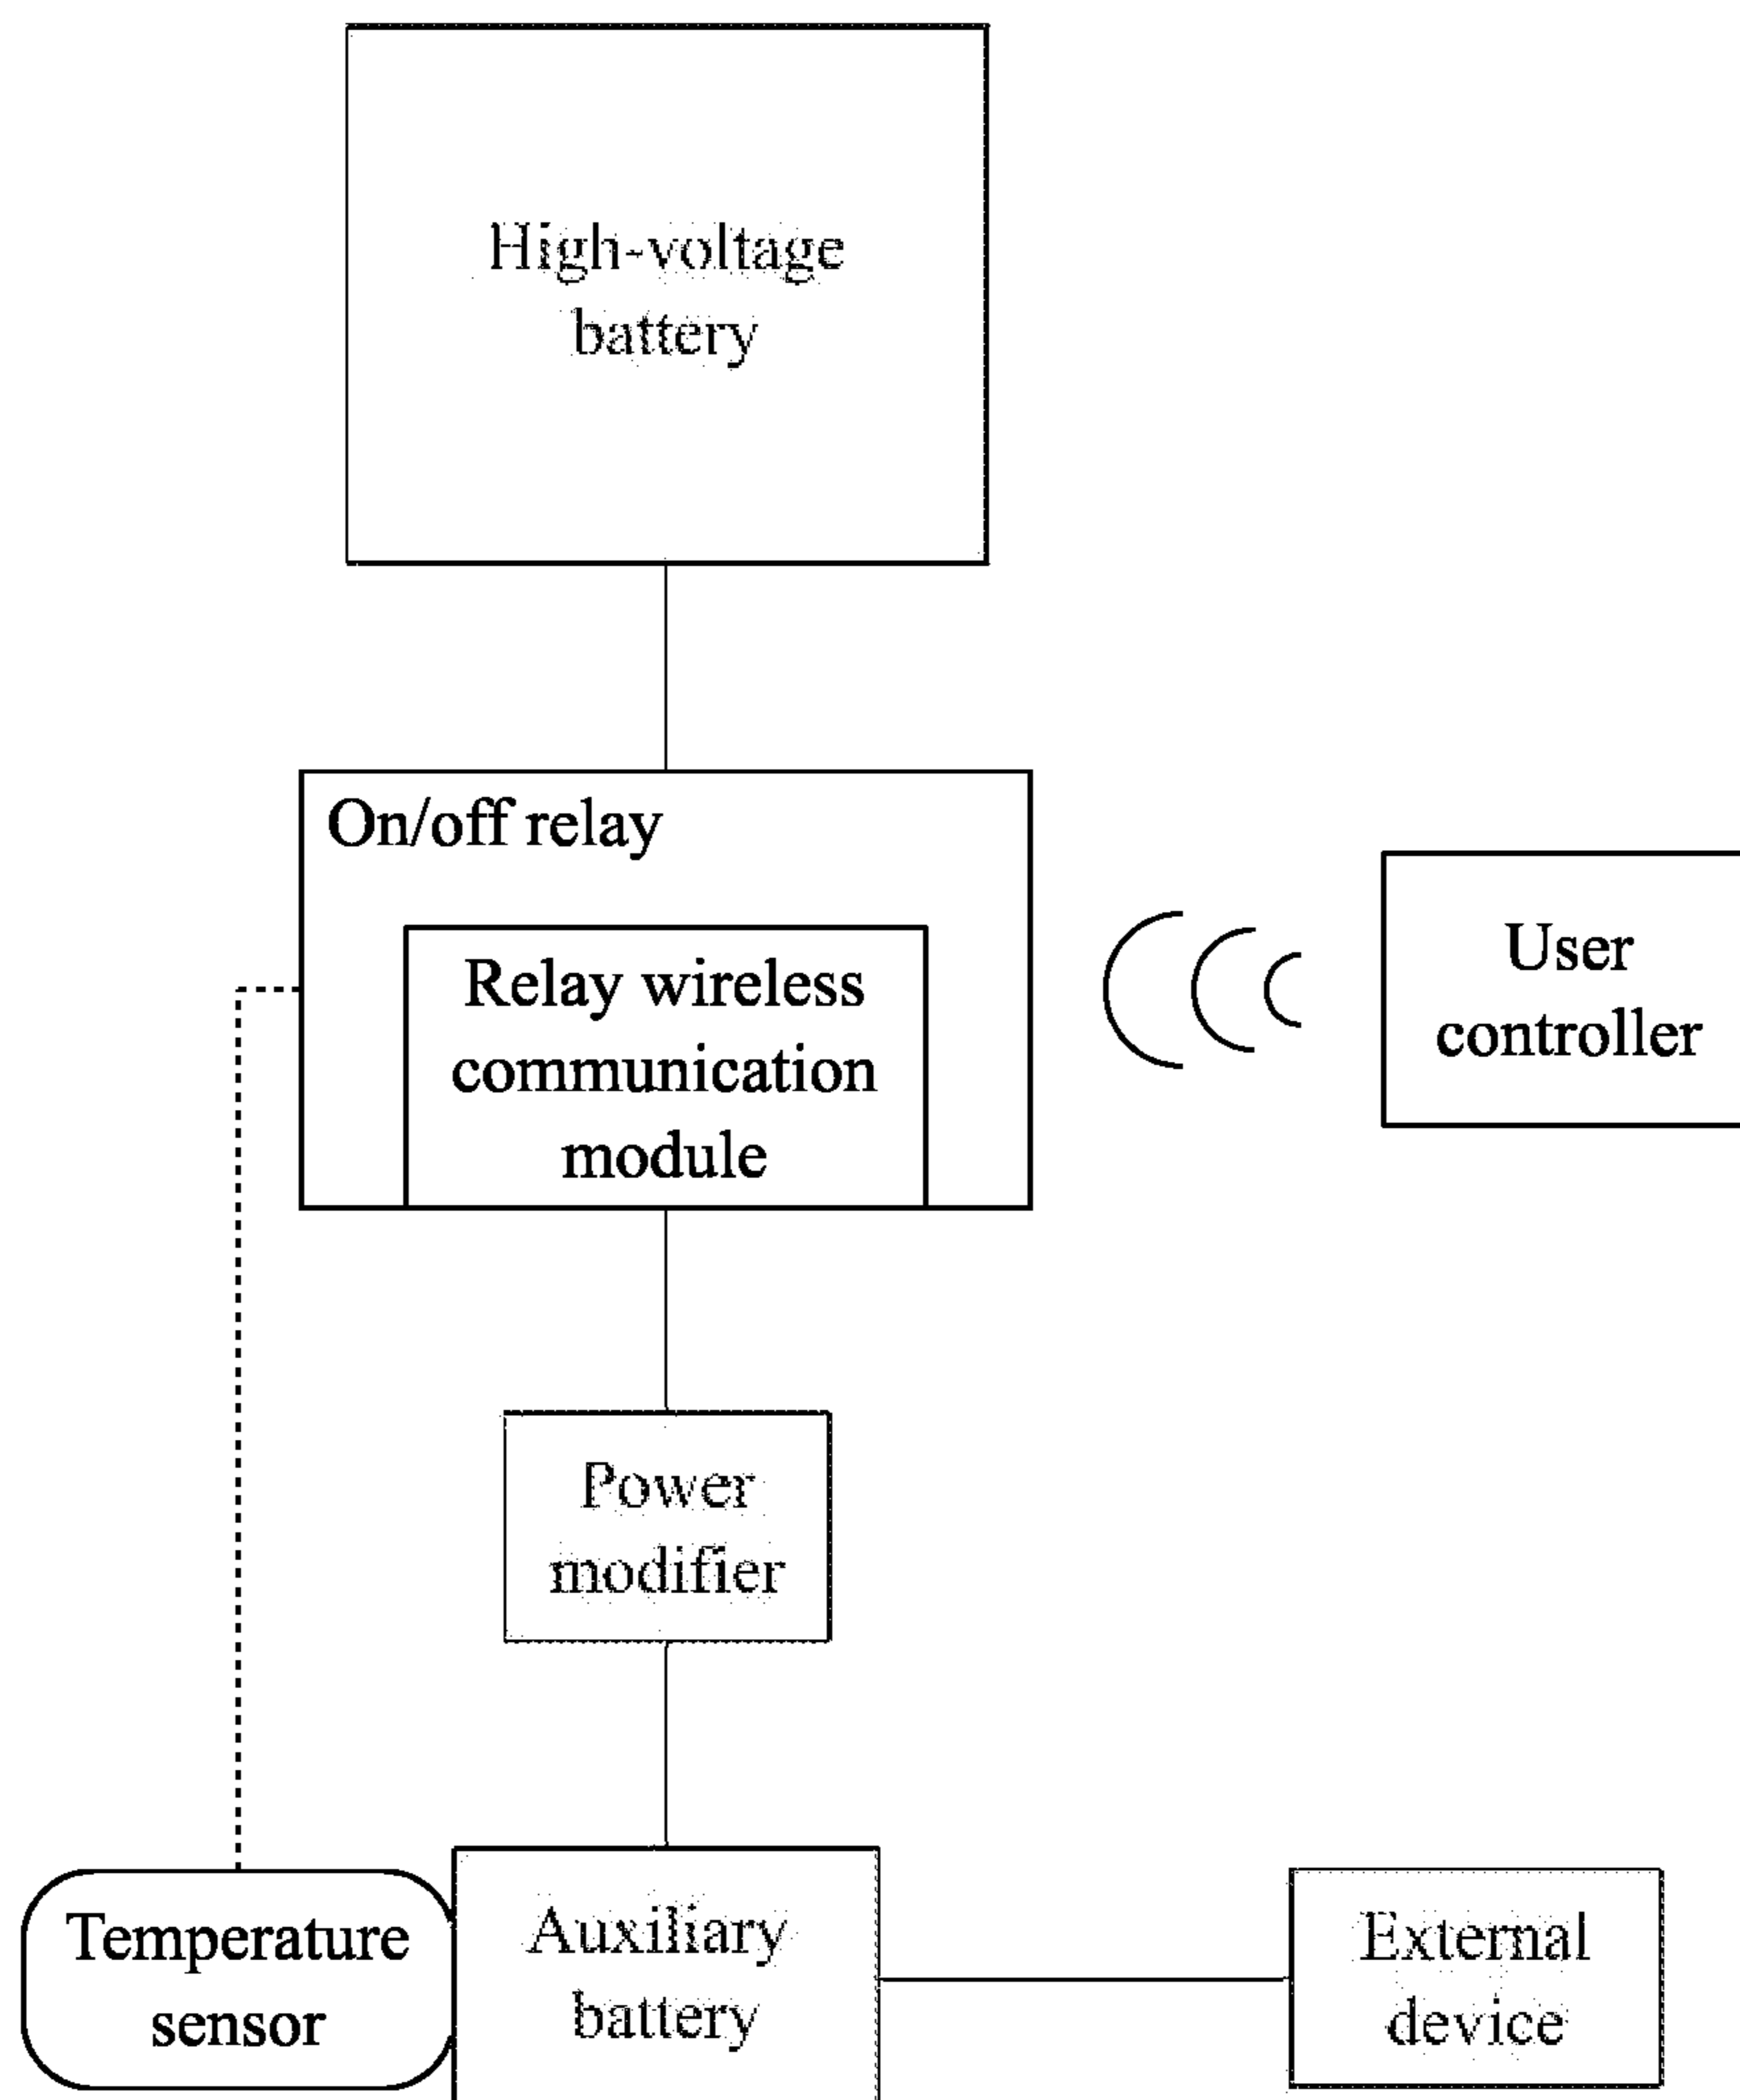 High-voltage
battery
On/off relay
Relay wireless
communication
module
User
controller
Power
modifier
Temperature
sensor
Auxiliary
battery
External
device